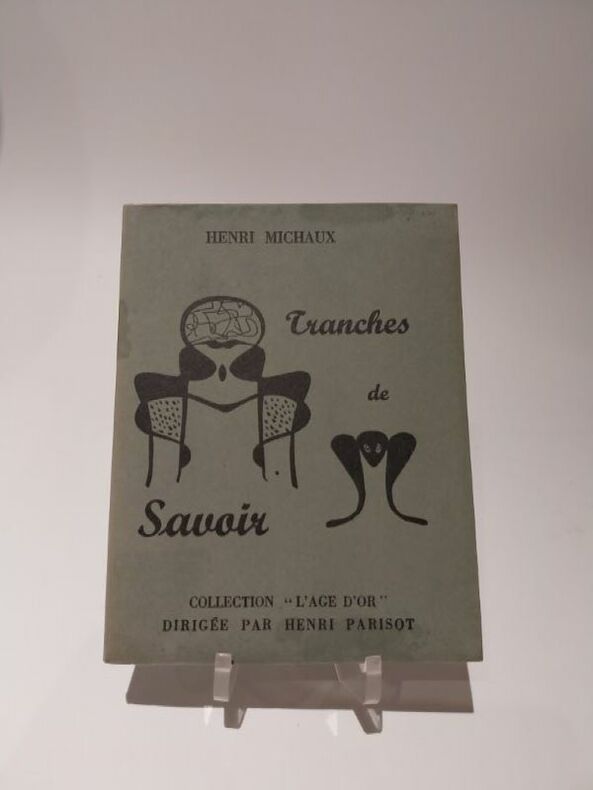 HENRI MICHAUX
Tranches
de
Savoir
COLLECTION "L'AGE D'OR"
DIRIGÉE PAR HENRI PARISOT